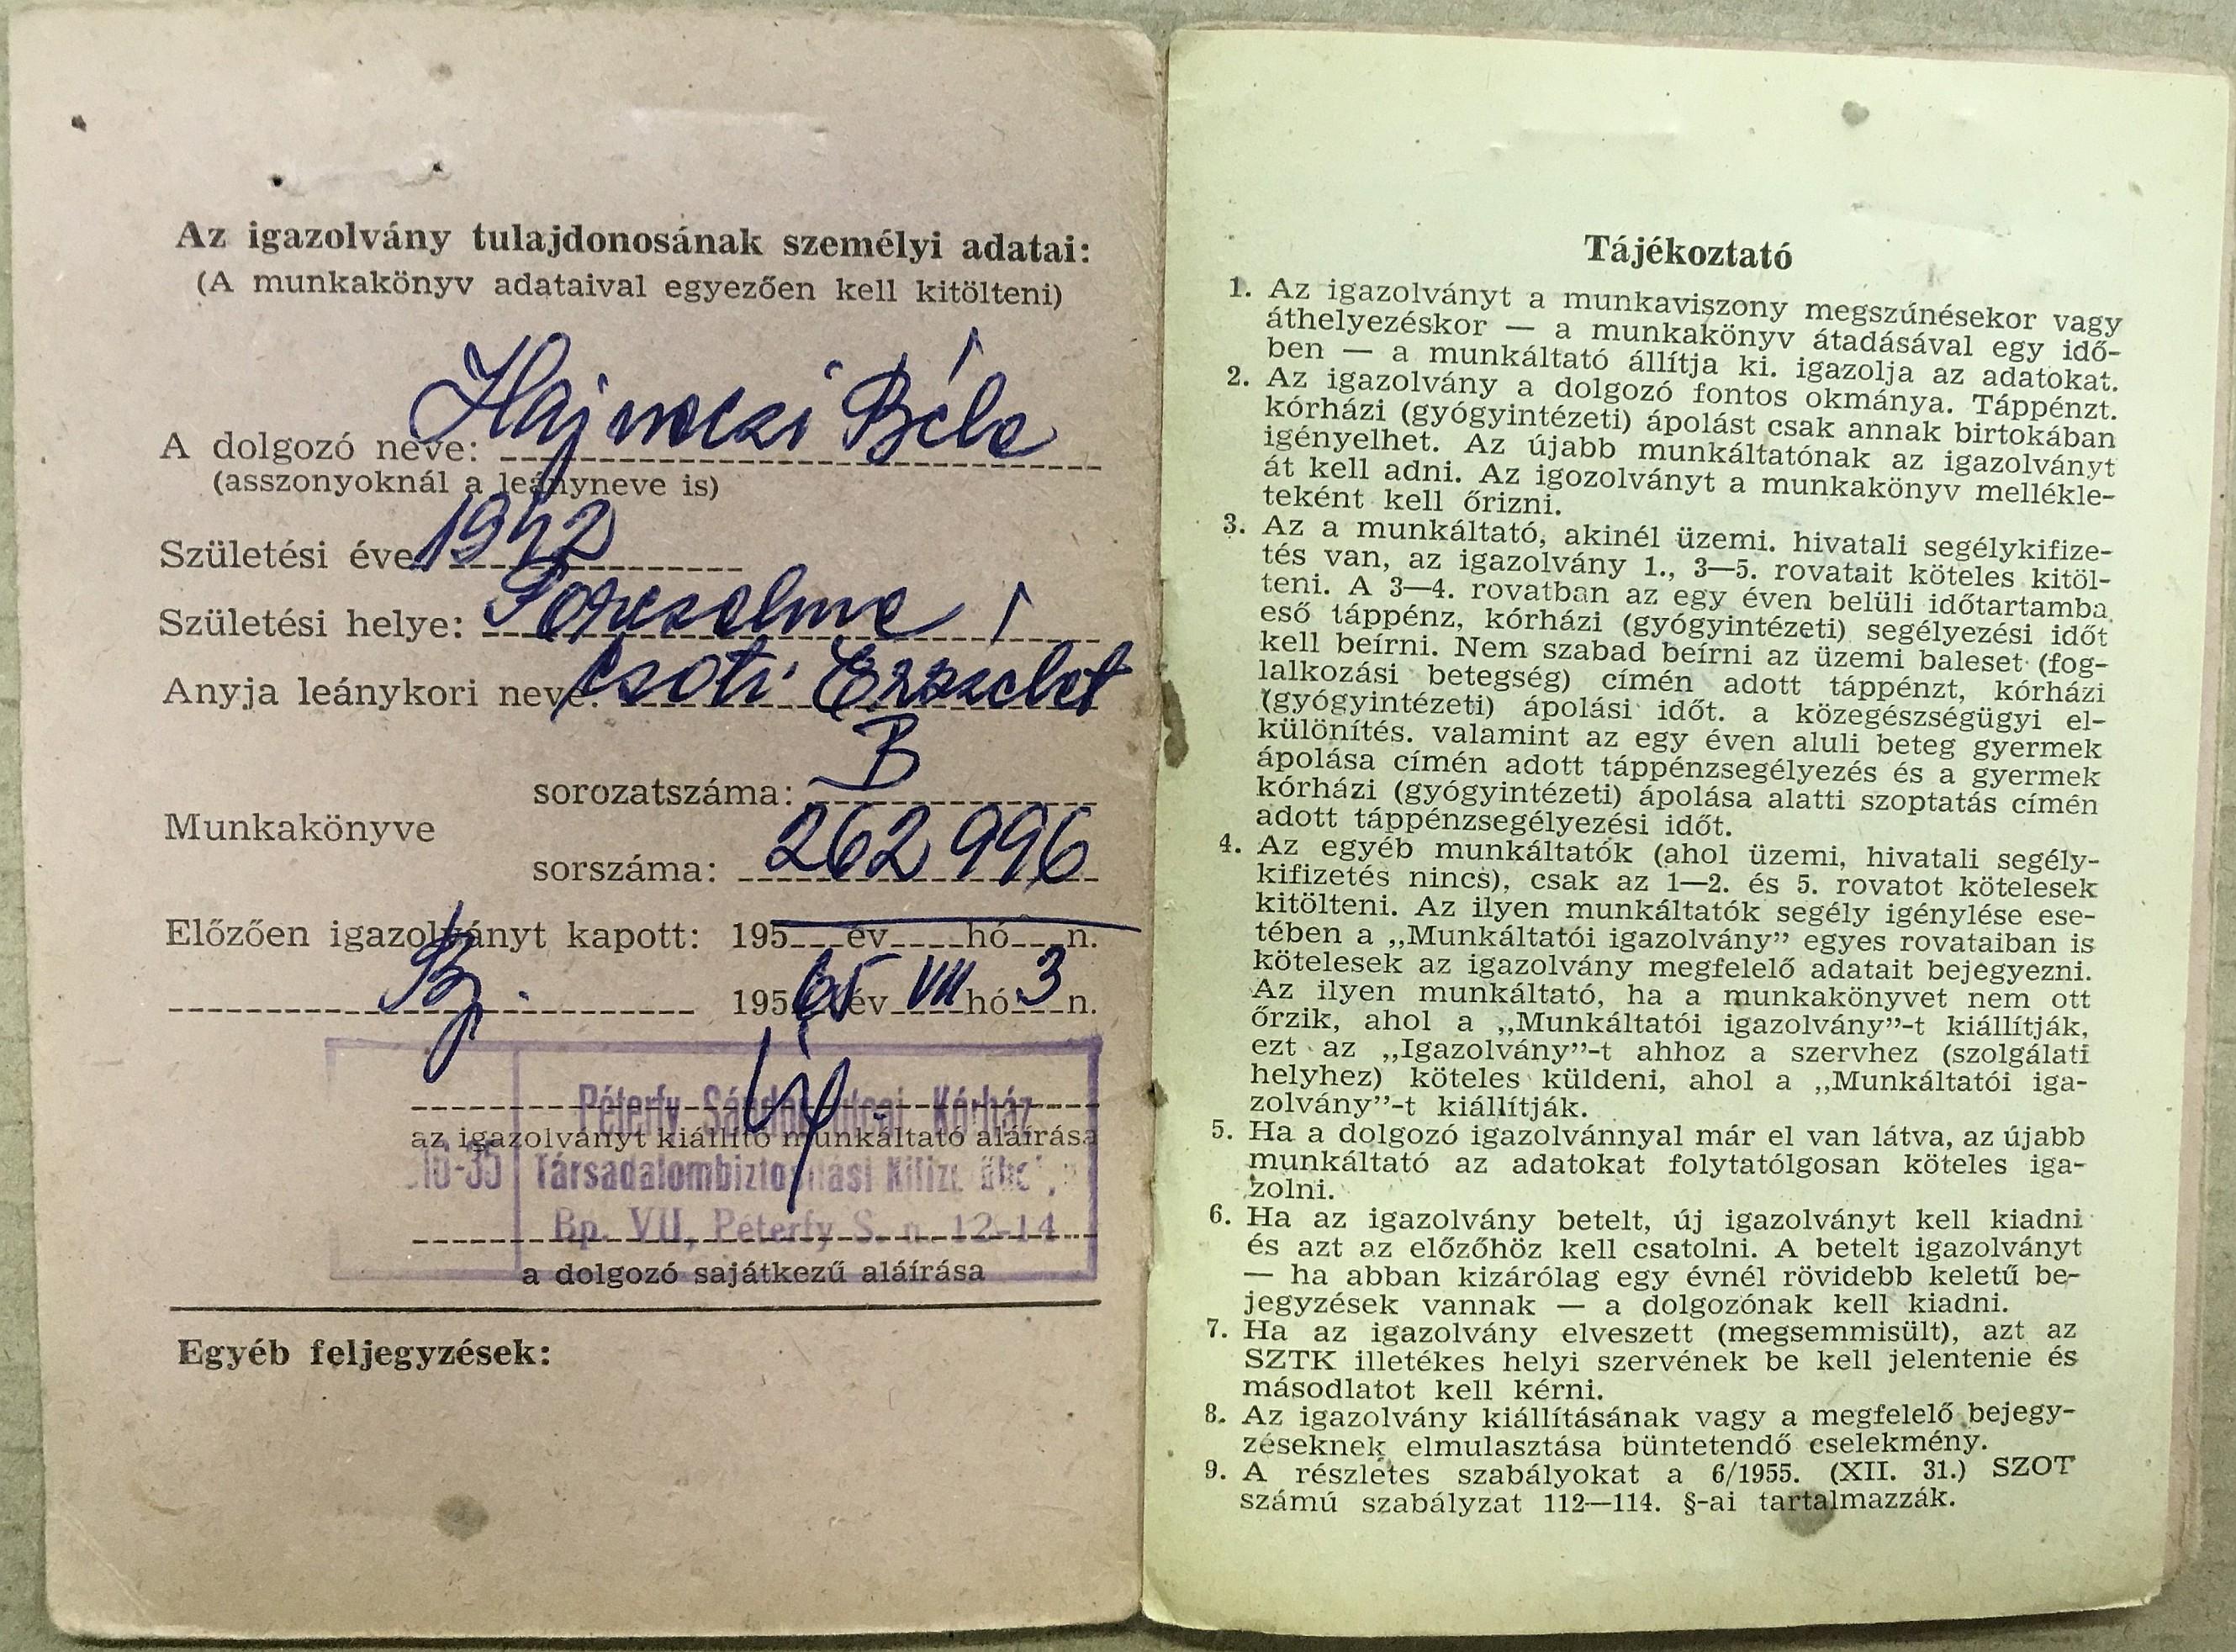 Az igazolvány tulajdonosának személyi adatai:
(A munkakönyv adataival egyezően kell kitölteni)
A dolgozó neve: Hajnoczi Béla
(asszonyoknál a leányneve is)
Születési éve: 1942
Születési helye: Porcsalma
Anyja leánykori neve: Csoti Erzsébet
sorozatszáma: B
Munkakönyve
sorszáma: 262996
Előzően igazolványt kapott: 195 év hó n.
Bp. 195 65 év VII hó 3 n.
Péterfy Sándor utcai Kórház
az igazolványt kiállító munkáltató aláírása
16-35 Társadalombiztosítási Kifiz.
Bp. VII, Péterfy S. u. 12-14
a dolgozó sajátkezű aláírása
Egyéb feljegyzések:
Tájékoztató
1. Az igazolványt a munkaviszony megszűnésekor vagy
áthelyezéskor — a munkakönyv átadásával egy idő-
ben — a munkáltató állítja ki. igazolja az adatokat.
2. Az igazolvány a dolgozó fontos okmánya. Táppénzt.
kórházi (gyógyintézeti) ápolást csak annak birtokában
igényelhet. Az újabb munkáltatónak az igazolványt
át kell adni. Az igozolványt a munkakönyv mellékle-
teként kell őrizni.
3. Az a munkáltató, akinél üzemi. hivatali segélykifize-
tés van, az igazolvány 1., 3—5. rovatait köteles kitöl-
teni. A 3—4. rovatban az egy éven belüli időtartamba
eső táppénz, kórházi (gyógyintézeti) segélyezési időt
kell beírni. Nem szabad beírni az üzemi baleset (fog-
lalkozási betegség) címén adott táppénzt, kórházi
(gyógyintézeti) ápolási időt. a közegészségügyi el-
különítés. valamint az egy éven aluli beteg gyermek
ápolása címén adott táppénzsegélyezés és a gyermek
kórházi (gyógyintézeti) ápolása alatti szoptatás címén
adott táppénzsegélyezési időt.
4. Az egyéb munkáltatók (ahol üzemi, hivatali segély-
kifizetés nincs), csak az 1—2. és 5. rovatot kötelesek
kitölteni. Az ilyen munkáltatók segély igénylése ese-
tében a „Munkáltatói igazolvány” egyes rovataiban is
kötelesek az igazolvány megfelelő adatait bejegyezni.
Az ilyen munkáltató, ha a munkakönyvet nem ott
őrzik, ahol a „Munkáltatói igazolvány”-t kiállítják,
ezt az „Igazolvány”-t ahhoz a szervhez (szolgálati
helyhez) köteles küldeni, ahol a „Munkáltatói iga-
zolvány”-t kiállítják.
5. Ha a dolgozó igazolvánnyal már el van látva, az újabb
munkáltató az adatokat folytatólgosan köteles iga-
zolni.
6. Ha az igazolvány betelt, új igazolványt kell kiadni
és azt az előzőhöz kell csatolni. A betelt igazolványt
— ha abban kizárólag egy évnél rövidebb keletű be-
jegyzések vannak — a dolgozónak kell kiadni.
7. Ha az igazolvány elveszett (megsemmisült), azt az
SZTK illetékes helyi szervének be kell jelentenie és
másodlatot kell kérni.
8. Az igazolvány kiállításának vagy a megfelelő bejegy-
zéseknek elmulasztása büntetendő cselekmény.
9. A részletes szabályokat a 6/1955. (XII. 31.) SZOT
számú szabályzat 112—114. §-ai tartalmazzák.